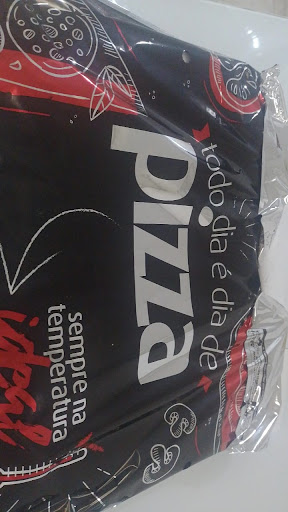 todo dia é dia de
pizza
sempre na
temperatura
ideal